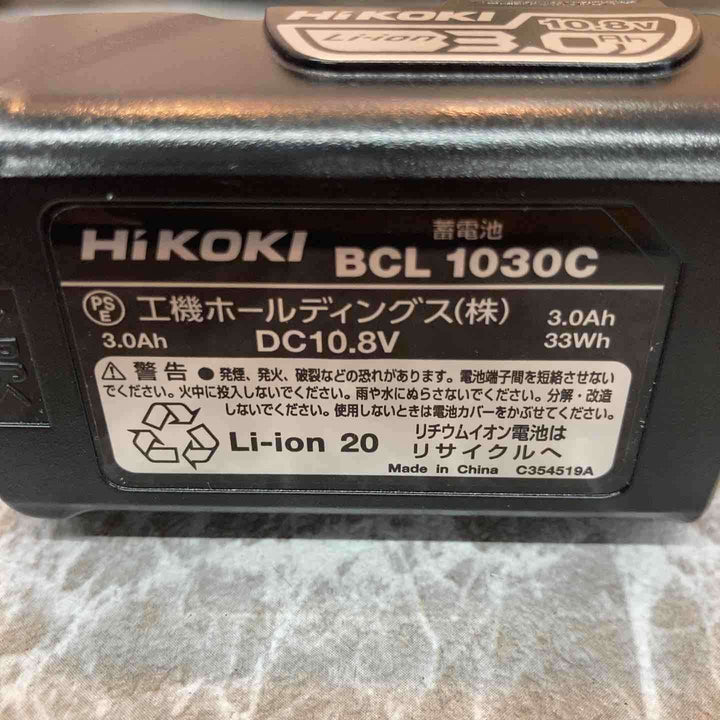 HiKOKI
10.8V
Li-ion 3.0Ah
蓄電池
HiKOKI BCL 1030C
PSE 工機ホールディングス(株) 3.0Ah
3.0Ah DC10.8V 33Wh
警告 ● 発煙、発火、破裂などの恐れがあります。電池端子間を短絡させない
でください。火中に投入しないでください。雨や水にぬらさないでください。分解・改造
しないでください。使用しないときは電池カバーをかぶせてください。
Li-ion 20 リチウムイオン電池は
リサイクルへ
Made in China C354519A